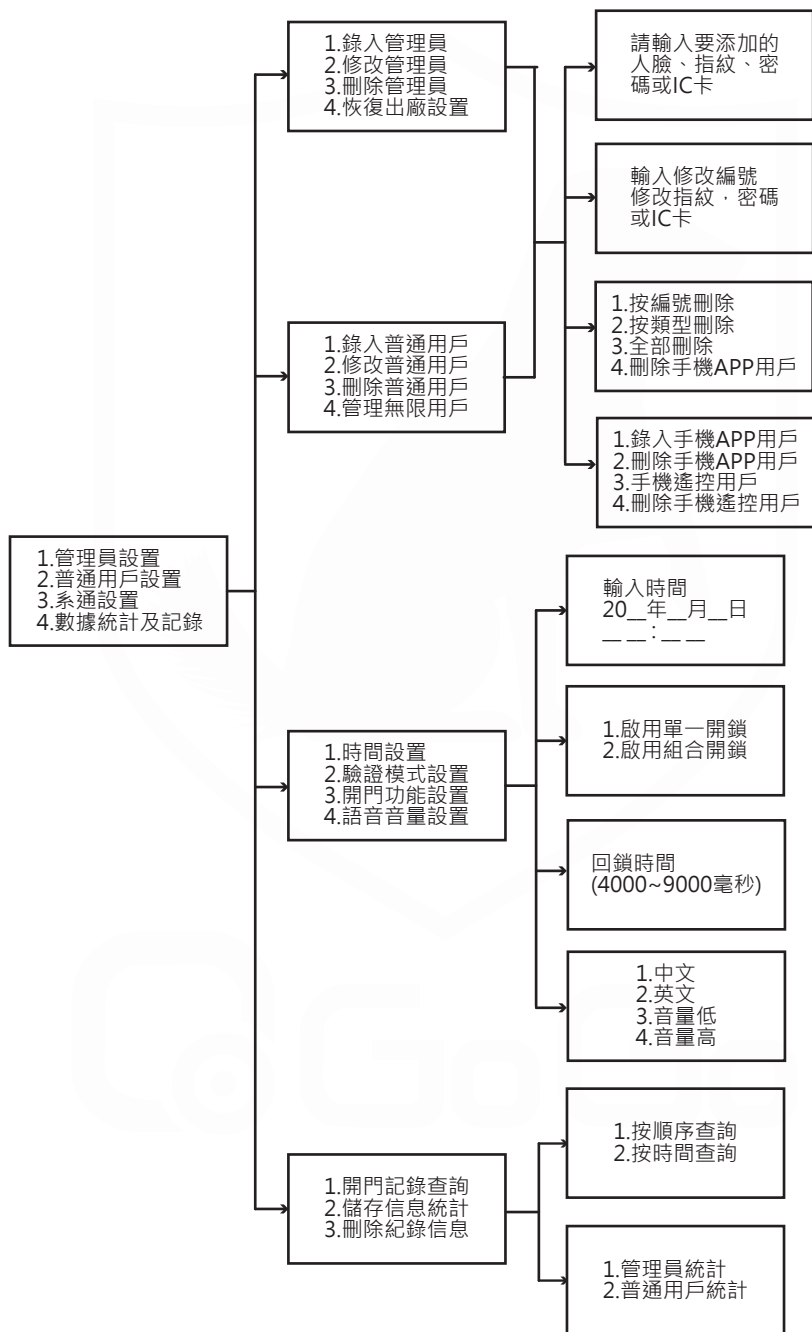 1.管理員設置
2.普通用戶設置
3.系通設置
4.數據統計及記錄
1.錄入管理員
2.修改管理員
3.刪除管理員
4.恢復出廠設置
1.錄入普通用戶
2.修改普通用戶
3.刪除普通用戶
4.管理無限用戶
請輸入要添加的
人臉、指紋、密
碼或IC卡
輸入修改編號
修改指紋，密碼
或IC卡
1.按編號刪除
2.按類型刪除
3.全部刪除
4.刪除手機APP用戶
1.錄入手機APP用戶
2.刪除手機APP用戶
3.手機遙控用戶
4.刪除手機遙控用戶
1.時間設置
2.驗證模式設置
3.開門功能設置
4.語音音量設置
輸入時間
20__年__月__日
__ __：__ __
1.啟用單一開鎖
2.啟用組合開鎖
回鎖時間
(4000~9000毫秒)
1.中文
2.英文
3.音量低
4.音量高
1.開門記錄查詢
2.儲存信息統計
3.刪除紀錄信息
1.按順序查詢
2.按時間查詢
1.管理員統計
2.普通用戶統計